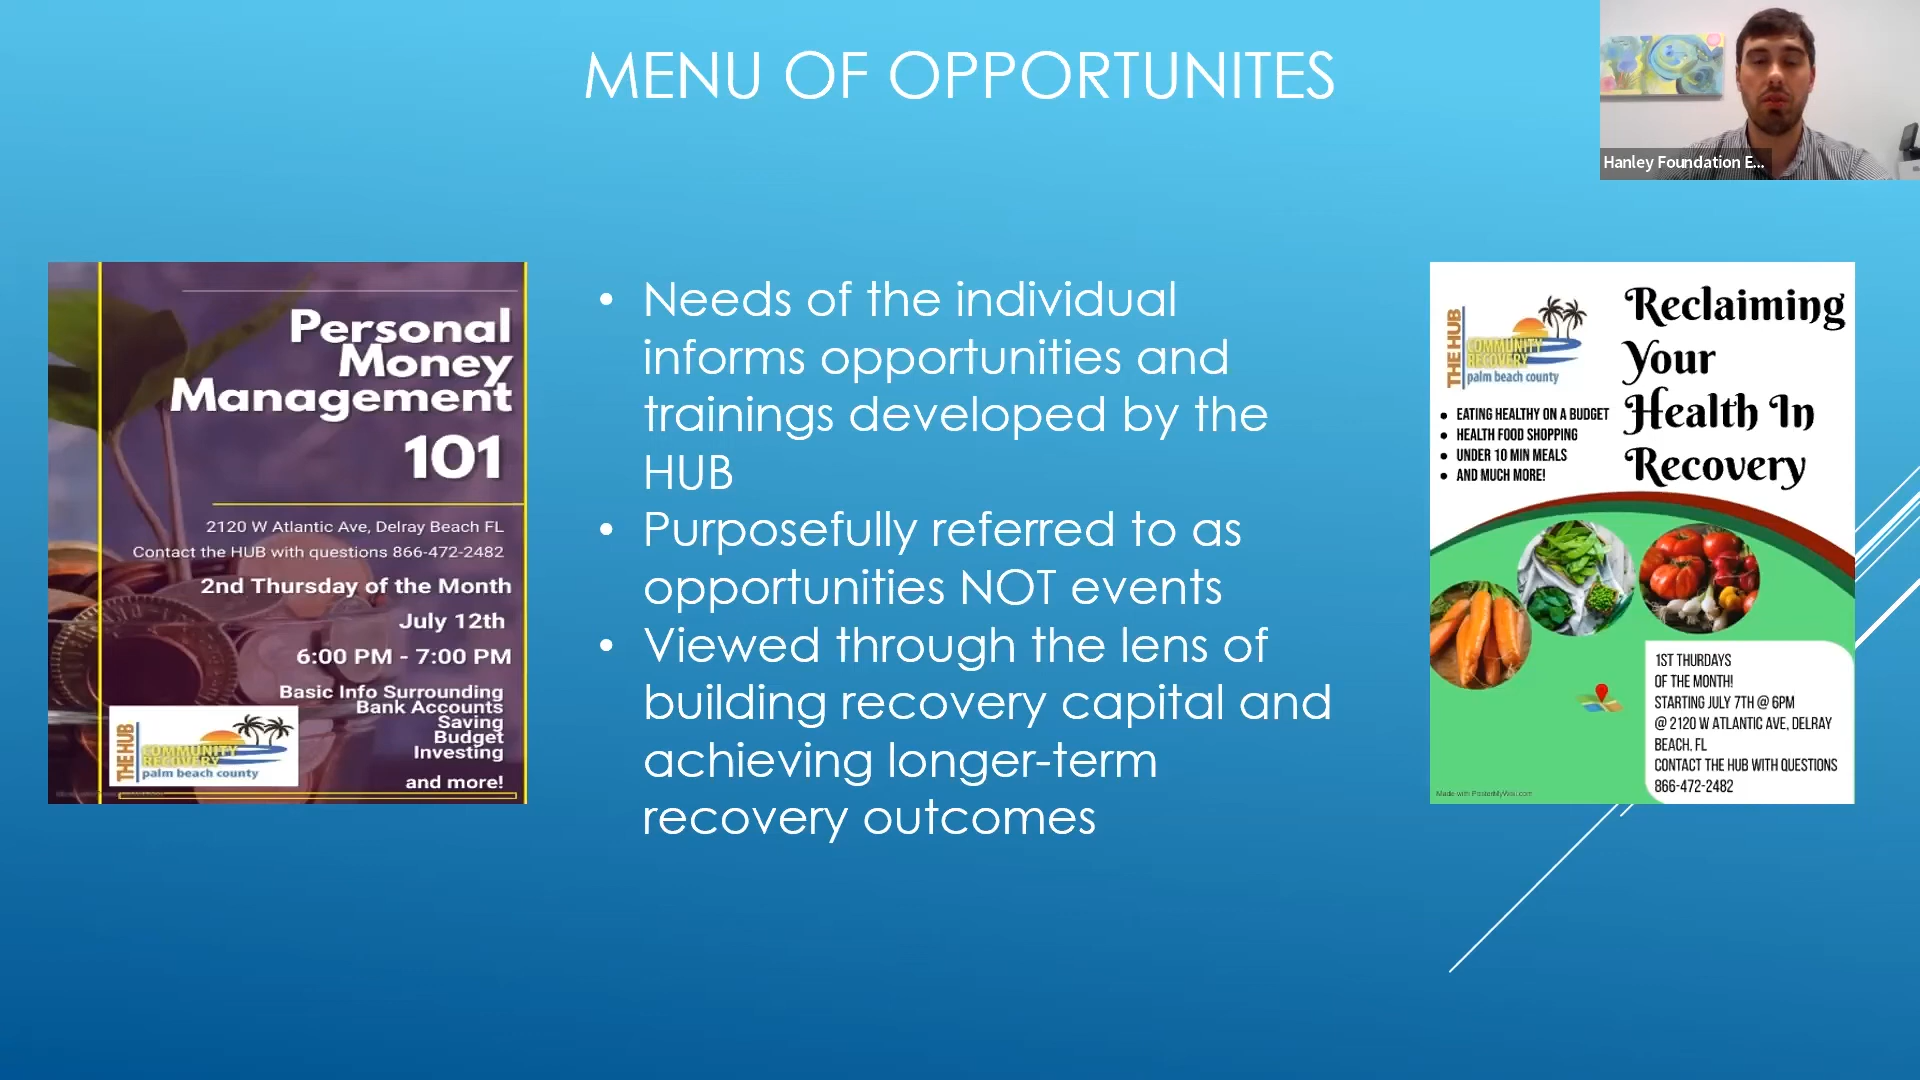 MENU OF OPPORTUNITES
Hanley Foundation E...
Personal
Money
Management
101
2120 W Atlantic Ave, Delray Beach FL
Contact the HUB with questions 866-472-2482
2nd Thursday of the Month
July 12th
6:00 PM - 7:00 PM
Basic Info Surrounding
Bank Accounts
Saving
Budget
Investing
and more!
THE HUB
COMMUNITY
RECOVERY
palm beach county
• Needs of the individual
informs opportunities and
trainings developed by the
HUB
• Purposefully referred to as
opportunities NOT events
• Viewed through the lens of
building recovery capital and
achieving longer-term
recovery outcomes
THE HUB
COMMUNITY
RECOVERY
palm beach county
Reclaiming
Your
Health In
Recovery
• EATING HEALTHY ON A BUDGET
• HEALTH FOOD SHOPPING
• UNDER 10 MIN MEALS
• AND MUCH MORE!
1ST THURDAYS
OF THE MONTH!
STARTING JULY 7TH @ 6PM
@ 2120 W ATLANTIC AVE, DELRAY
BEACH, FL
CONTACT THE HUB WITH QUESTIONS
866-472-2482
Made with PosterMyWall.com